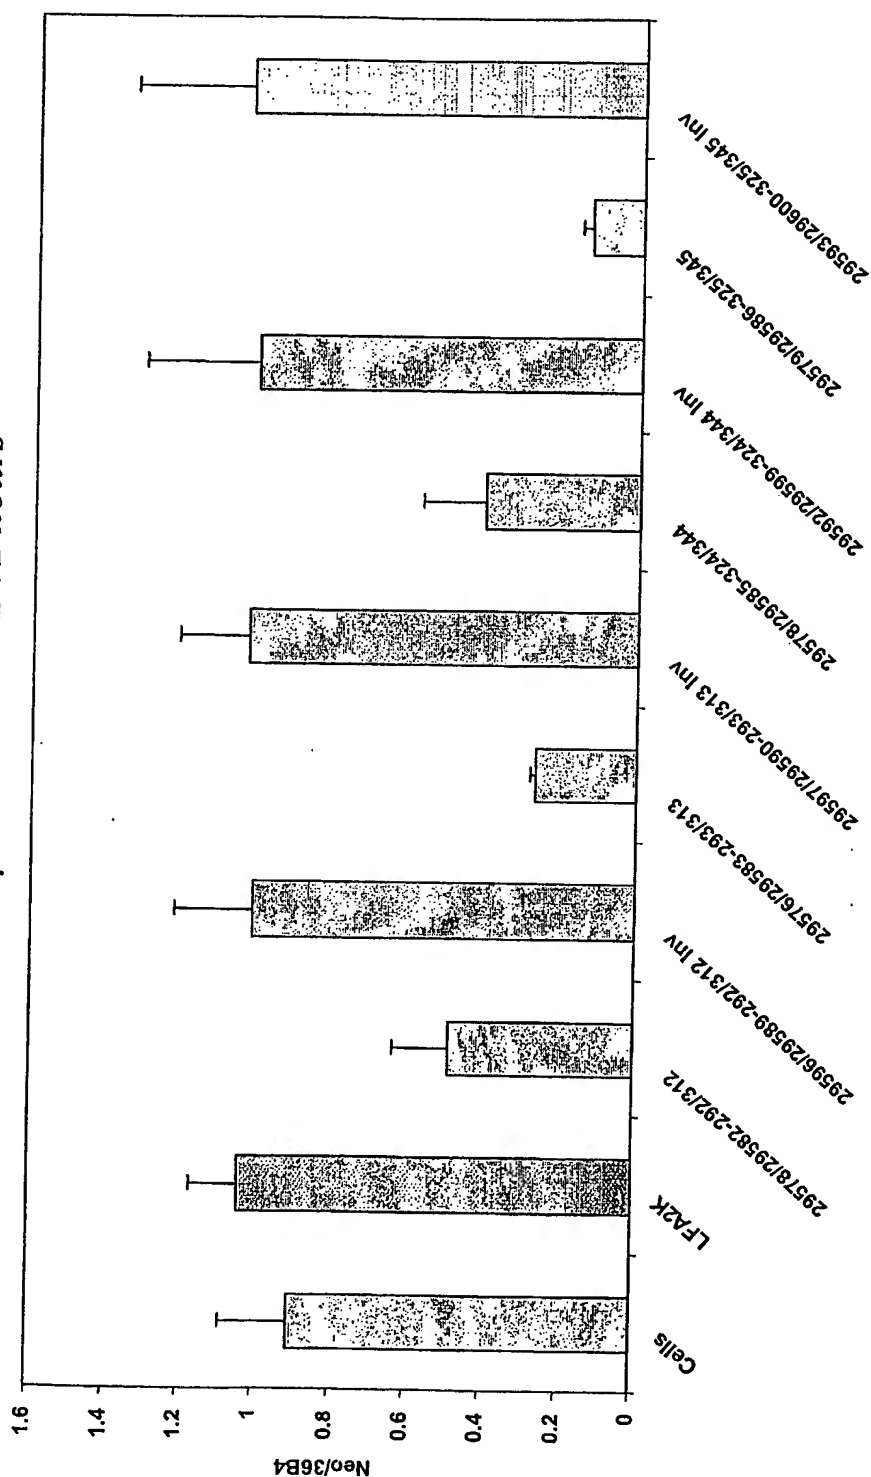 1.6
1.4
1.2
1
0.8
0.6
0.4
0.2
0
Neo/36B4
Cells
LFA2K
29578/29582-292/312
29596/29589-292/312 Inv
29576/29583-293/313
29597/29590-293/313 Inv
29578/29585-324/344
29592/29599-324/344 Inv
29579/29586-325/345
29593/29600-325/345 Inv